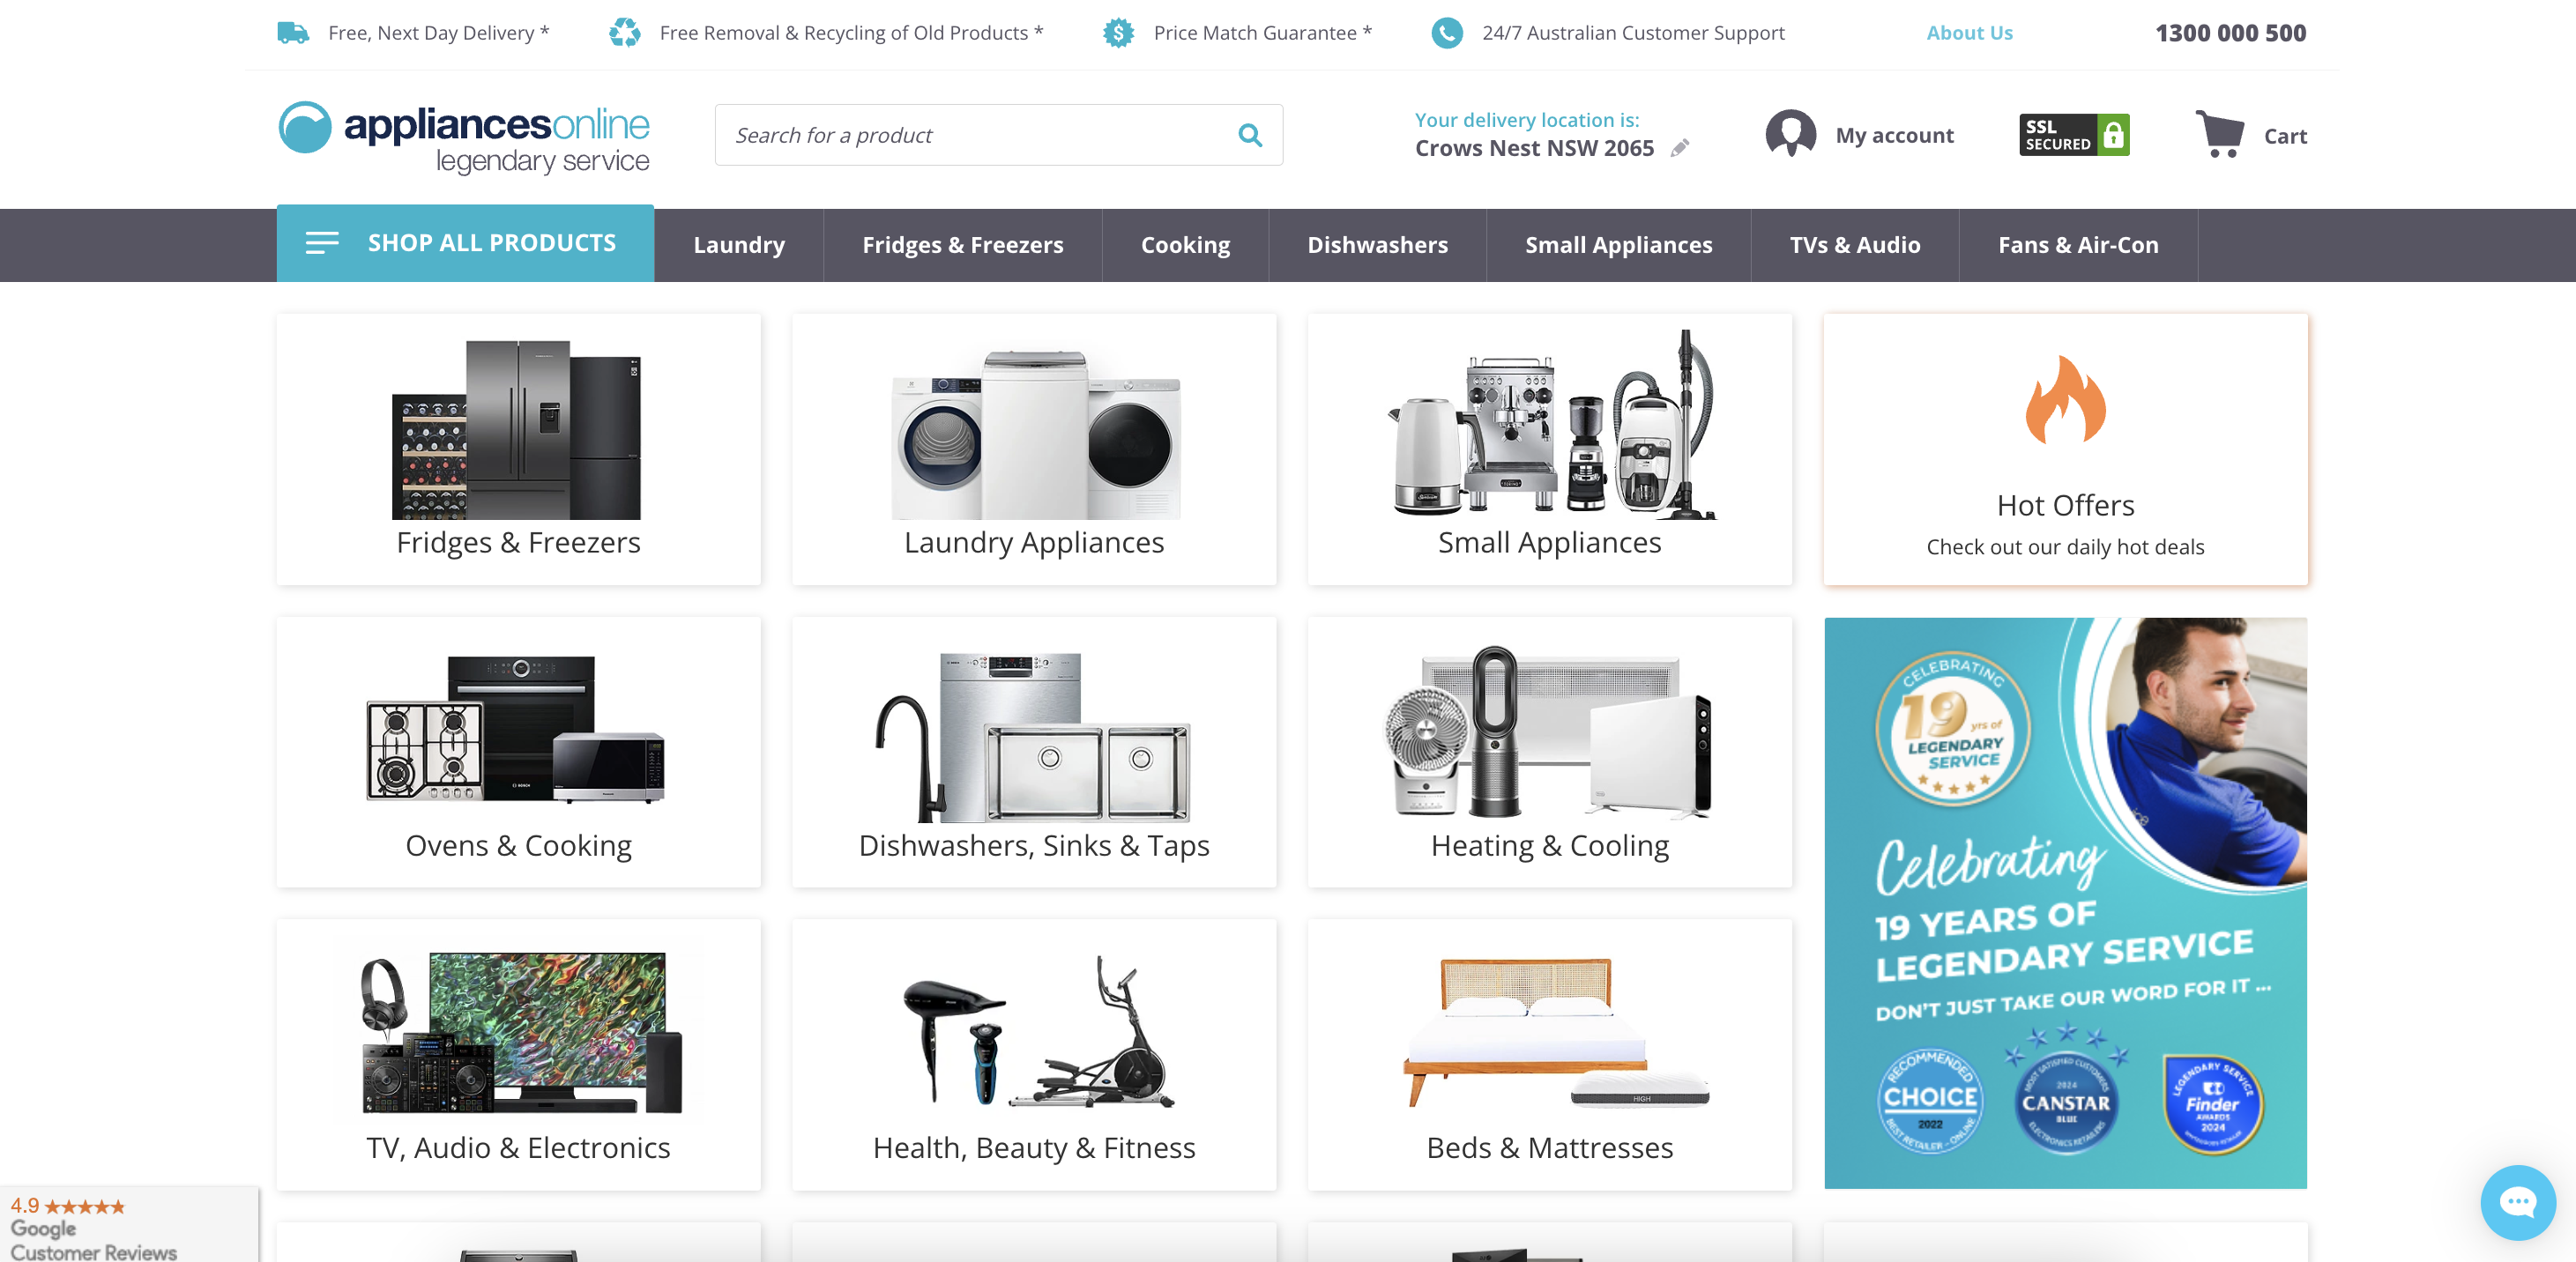 Free, Next Day Delivery *
Free Removal & Recycling of Old Products *
Price Match Guarantee *
24/7 Australian Customer Support
About Us
1300 000 500
appliancesonline
legendary service
Search for a product
Your delivery location is:
Crows Nest NSW 2065
My account
SSL
SECURED
Cart
SHOP ALL PRODUCTS
Laundry
Fridges & Freezers
Cooking
Dishwashers
Small Appliances
TVs & Audio
Fans & Air-Con
Fridges & Freezers
Laundry Appliances
Small Appliances
Hot Offers
Check out our daily hot deals
Ovens & Cooking
Dishwashers, Sinks & Taps
Heating & Cooling
CELEBRATING
19 yrs of
LEGENDARY
SERVICE
Celebrating
19 YEARS OF
LEGENDARY SERVICE
DON'T JUST TAKE OUR WORD FOR IT ...
RECOMMENDED
CHOICE
2022
BEST RETAILER - ONLINE
MOST SATISFIED CUSTOMERS
2024
CANSTAR
BLUE
ELECTRONICS RETAILERS
LEGENDARY SERVICE
Finder
AWARDS
2024
HIGH
TV, Audio & Electronics
Health, Beauty & Fitness
Beds & Mattresses
4.9
Google
Customer Reviews